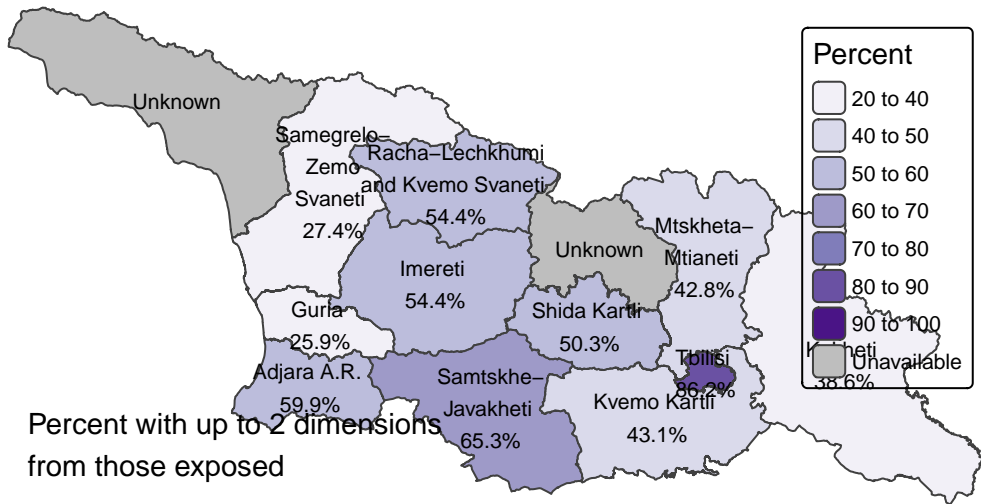 Unknown
Samegrelo–
Zemo
Svaneti
27.4%
Racha–Lechkhumi
and Kvemo Svaneti
54.4%
Unknown
Mtskheta–
Mtianeti
42.8%
Imereti
54.4%
Guria
25.9%
Shida Kartli
50.3%
Tbilisi
86.2%
Adjara A.R.
59.9%
Samtskhe–
Javakheti
65.3%
Kvemo Kartli
43.1%
38.6%
Percent
20 to 40
40 to 50
50 to 60
60 to 70
70 to 80
80 to 90
90 to 100
Unavailable
Percent with up to 2 dimensions
from those exposed